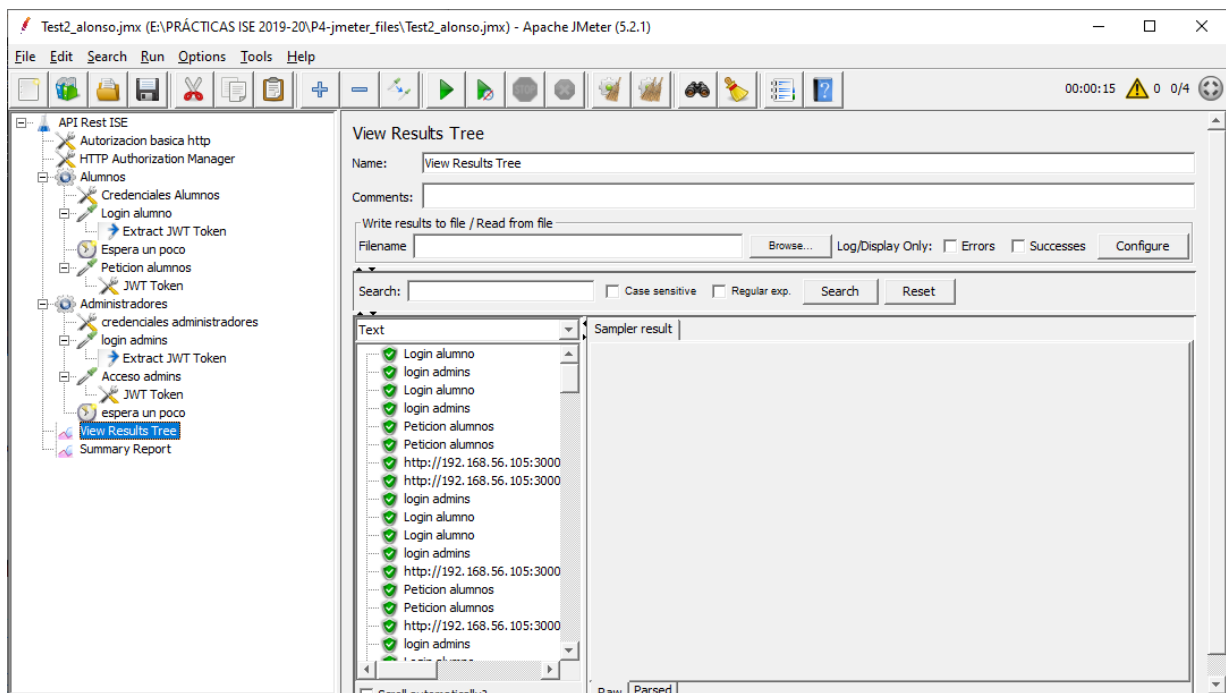 Test2_alonso.jmx (E:\PRÁCTICAS ISE 2019-20\P4-jmeter_files\Test2_alonso.jmx) - Apache JMeter (5.2.1)
File Edit Search Run Options Tools Help
STOP
00:00:15 0 0/4
API Rest ISE
Autorizacion basica http
HTTP Authorization Manager
Alumnos
Credenciales Alumnos
Login alumno
Extract JWT Token
Espera un poco
Peticion alumnos
JWT Token
Administradores
credenciales administradores
login admins
Extract JWT Token
Acceso admins
JWT Token
espera un poco
View Results Tree
Summary Report
View Results Tree
Name: View Results Tree
Comments:
Write results to file / Read from file
Filename Browse... Log/Display Only: Errors Successes Configure
Search: Case sensitive Regular exp. Search Reset
Text
Login alumno
login admins
Login alumno
login admins
Peticion alumnos
Peticion alumnos
http://192.168.56.105:3000
http://192.168.56.105:3000
login admins
Login alumno
Login alumno
login admins
http://192.168.56.105:3000
Peticion alumnos
Peticion alumnos
http://192.168.56.105:3000
login admins
Sampler result
Raw Parsed